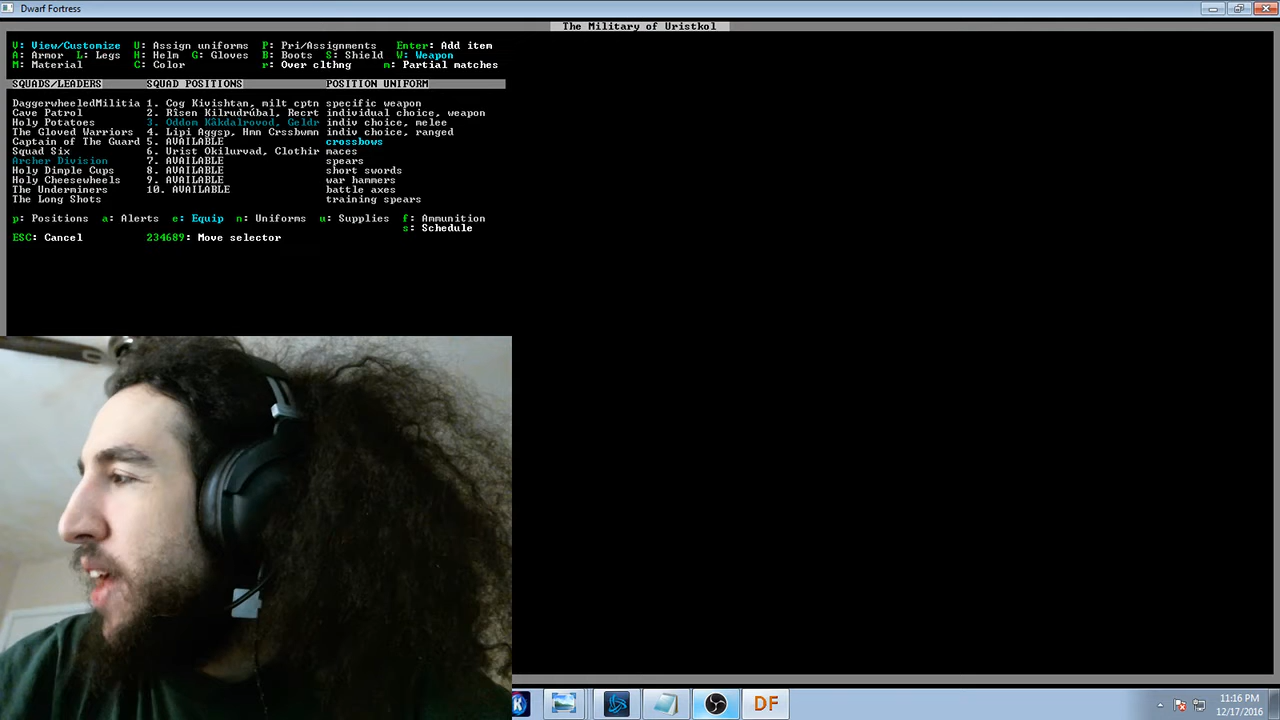 Dwarf Fortress
The Military of Uristkol
V: View/Customize U: Assign uniforms P: Pri/Assignments Enter: Add item
A: Armor L: Legs H: Helm G: Gloves B: Boots S: Shield W: Weapon
M: Material C: Color r: Over clthng m: Partial matches
SQUADS/LEADERS SQUAD POSITIONS POSITION UNIFORM
DaggerwheeledMilitia 1. Cog Kivishtan, milt cptn specific weapon
Cave Patrol 2. Rîsen Kilrudrúbal, Recrt individual choice, weapon
Holy Potatoes 3. Oddom Kâkdalrovod, Geldr indiv choice, melee
The Gloved Warriors 4. Lipi Aggsp, Hmn Crssbwmn indiv choice, ranged
Captain of The Guard 5. AVAILABLE crossbows
Squad Six 6. Urist Okilurvad, Clothir maces
Archer Division 7. AVAILABLE spears
Holy Dimple Cups 8. AVAILABLE short swords
Holy Cheesewheels 9. AVAILABLE war hammers
The Underminers 10. AVAILABLE battle axes
The Long Shots training spears
p: Positions a: Alerts e: Equip n: Uniforms u: Supplies f: Ammunition
s: Schedule
ESC: Cancel 234689: Move selector
K
DF
11:16 PM
12/17/2016